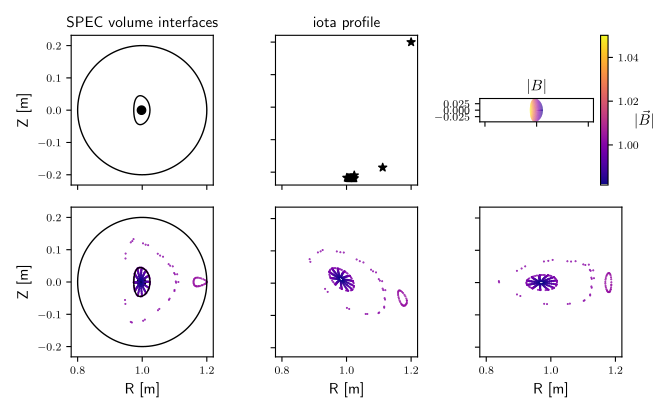 SPEC volume interfaces
iota profile
|B|
|B⃗|
Z [m]
0.2
0.1
0.0
−0.1
−0.2
0.025
0.000
−0.025
1.04
1.02
1.00
Z [m]
0.2
0.1
0.0
−0.1
−0.2
0.8 1.0 1.2
0.8 1.0 1.2
0.8 1.0 1.2
R [m]
R [m]
R [m]